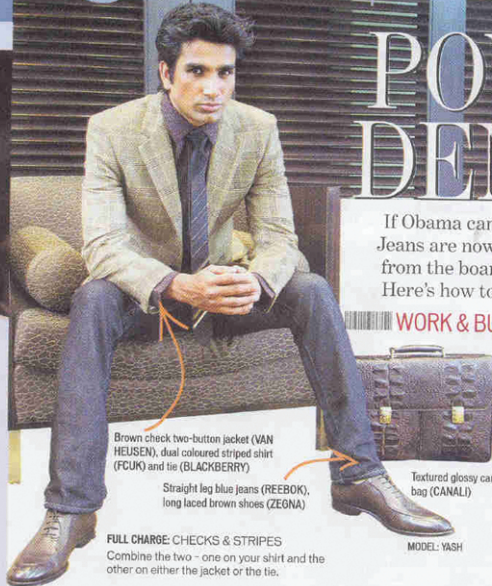 PO
DEN
If Obama can
Jeans are now
from the boar
Here's how to
WORK & BU
Brown check two-button jacket (VAN
HEUSEN), dual coloured striped shirt
(FCUK) and tie (BLACKBERRY)
Straight leg blue jeans (REEBOK),
long laced brown shoes (ZEGNA)
Textured glossy car
bag (CANALI)
MODEL: YASH
FULL CHARGE: CHECKS & STRIPES
Combine the two - one on your shirt and the
other on either the jacket or the tie.